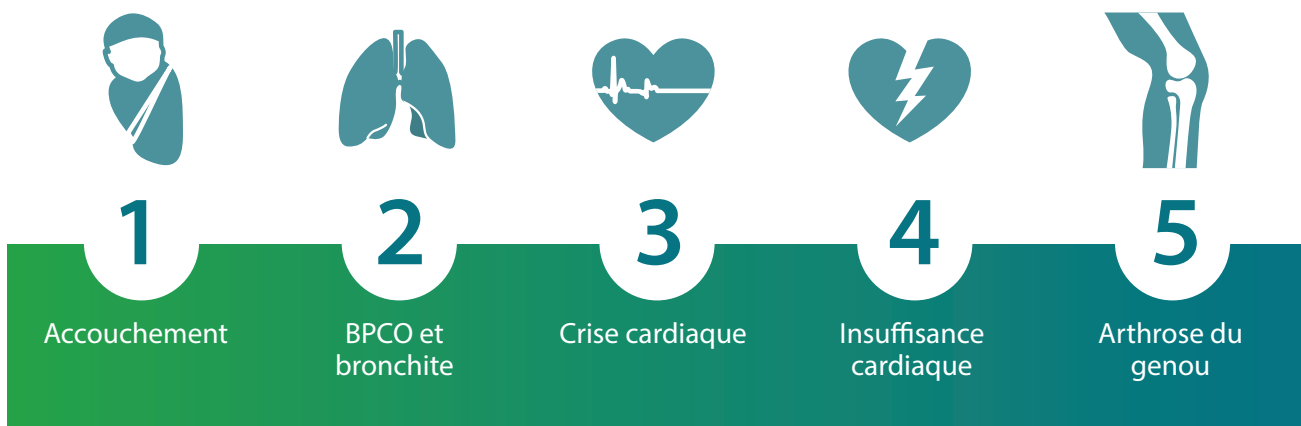 1
Accouchement
2
BPCO et
bronchite
3
Crise cardiaque
4
Insuffisance
cardiaque
5
Arthrose du
genou